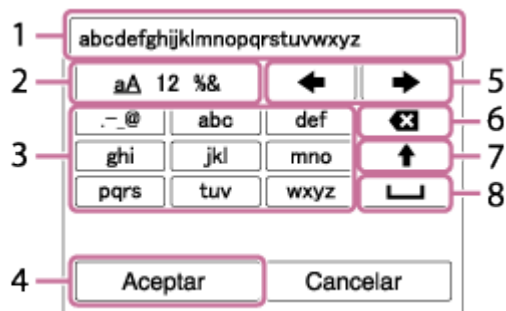 1 abcdefghijklmnopqrstuvwxyz
2 aA 12 %& 5
.-_@ abc def 6
3 ghi jkl mno 7
pqrs tuv wxyz 8
4 Aceptar Cancelar